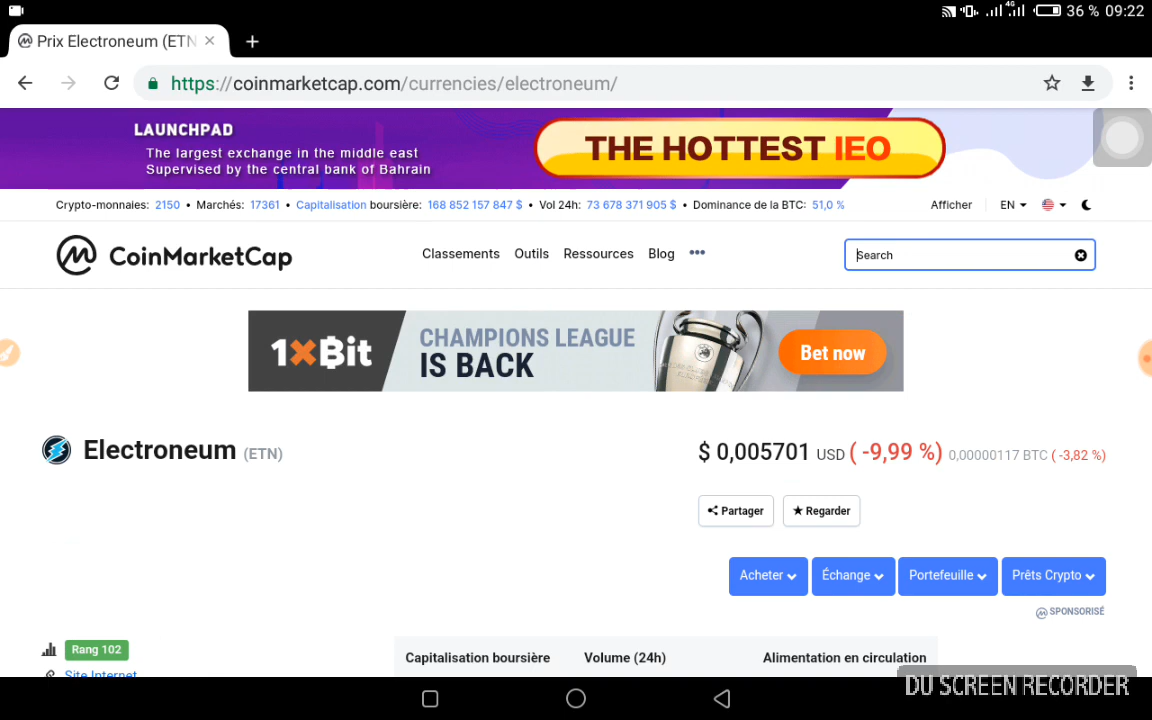 4G 36 % 09:22
Prix Electroneum (ETN
https://coinmarketcap.com/currencies/electroneum/
LAUNCHPAD
The largest exchange in the middle east
Supervised by the central bank of Bahrain
THE HOTTEST IEO
Crypto-monnaies: 2150 • Marchés: 17361 • Capitalisation boursière: 168 852 157 847 $ • Vol 24h: 73 678 371 905 $ • Dominance de la BTC: 51,0 % Afficher EN
CoinMarketCap Classements Outils Ressources Blog ••• Search
1XBit CHAMPIONS LEAGUE IS BACK Bet now
Electroneum (ETN) $ 0,005701 USD ( -9,99 %) 0,00000117 BTC ( -3,82 %)
Partager Regarder
Acheter Échange Portefeuille Prêts Crypto
SPONSORISÉ
Rang 102 Capitalisation boursière Volume (24h) Alimentation en circulation
Site Internet
DU SCREEN RECORDER